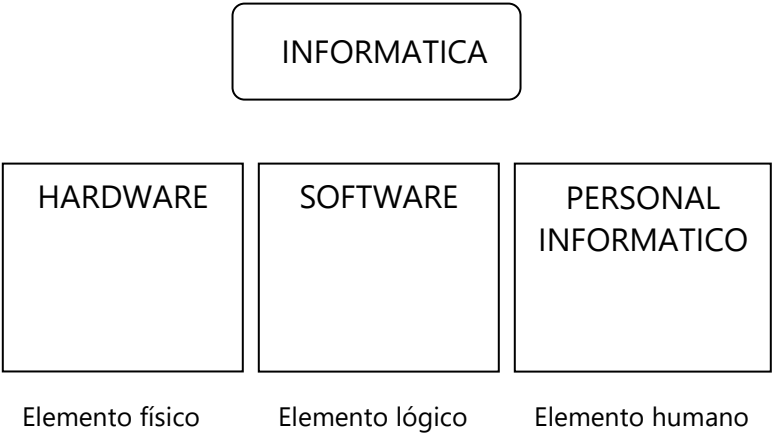 INFORMATICA
HARDWARE
SOFTWARE
PERSONAL
INFORMATICO
Elemento físico
Elemento lógico
Elemento humano